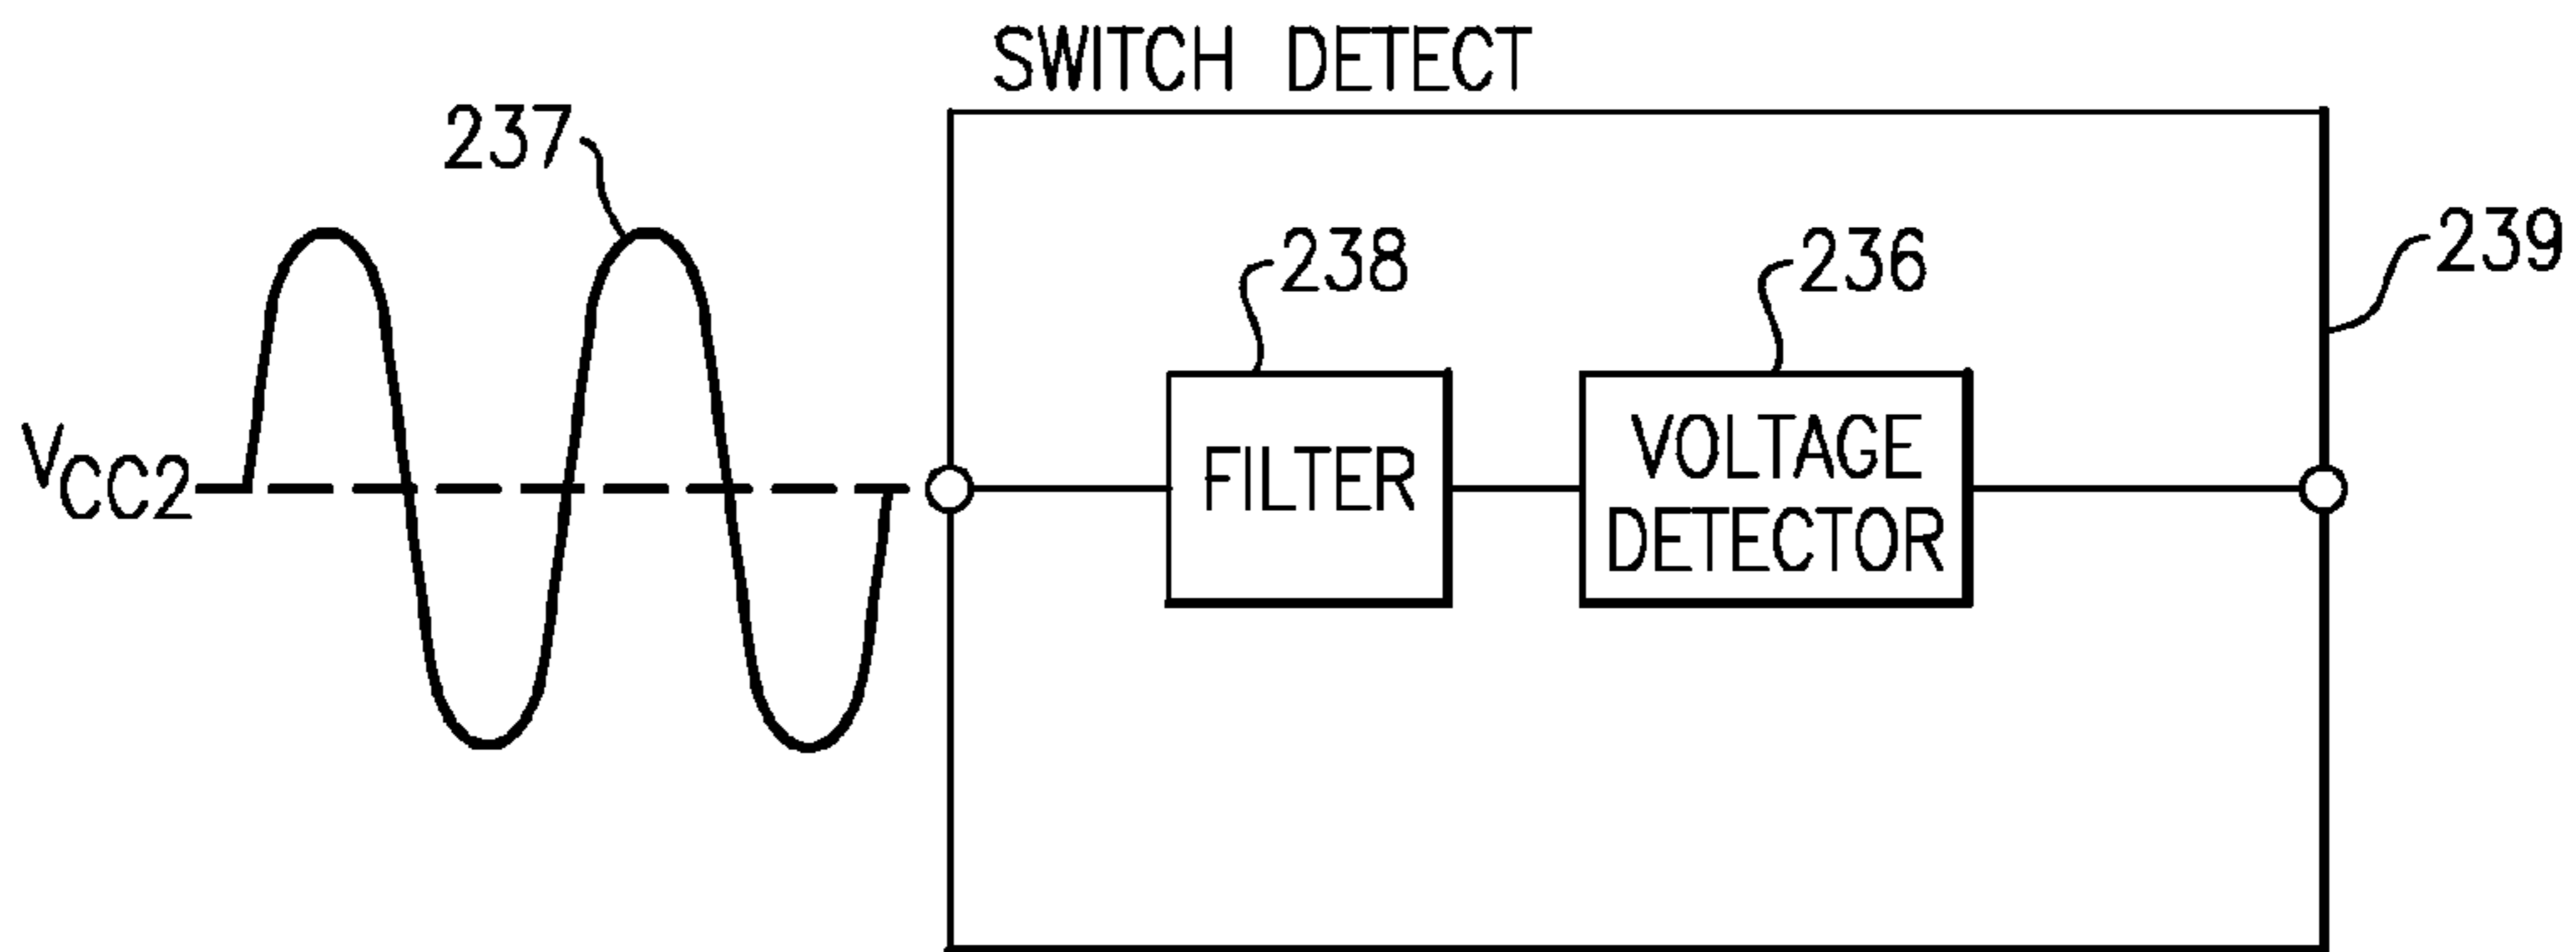 SWITCH DETECT
237
238
236
239
VCC2
FILTER
VOLTAGE
DETECTOR